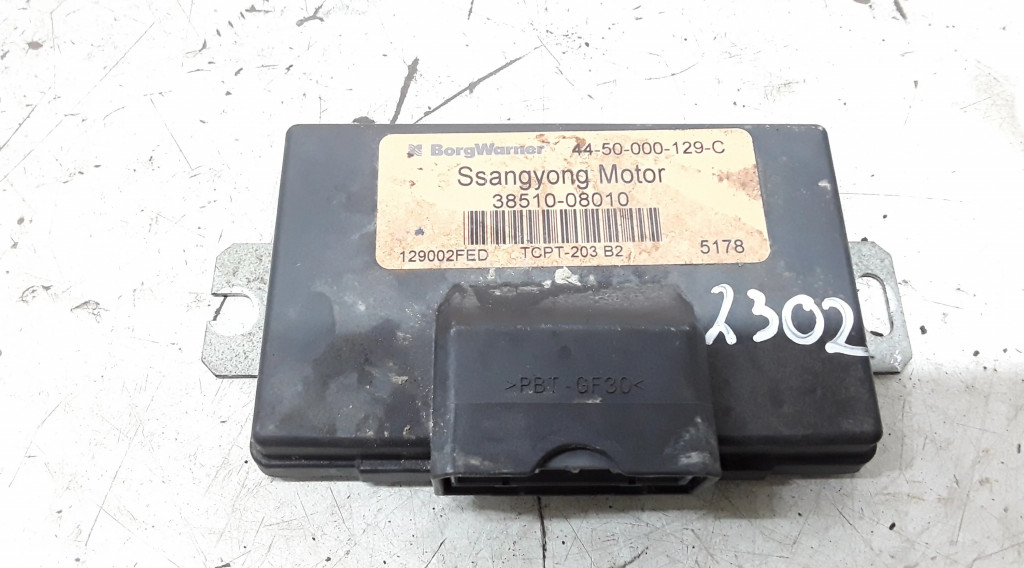 BorgWarner 44-50-000-129-C
Ssangyong Motor
38510-08010
129002FED TCPT-203 B2 5178
2302
>PBT-GF30<